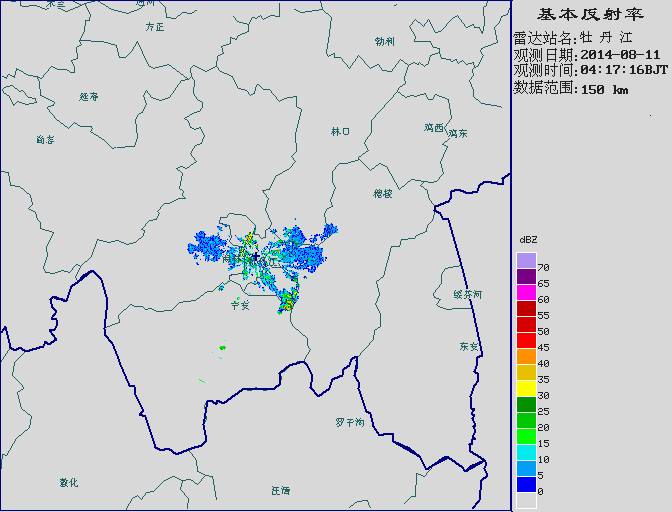 基本反射率
雷达站名:牡丹江
观测日期:2014-08-11
观测时间:04:17:16BJT
数据范围:150 km
通河
方正
勃利
延寿
尚志
林口
鸡西
鸡东
穆棱
宁安
绥芬河
东安
罗子沟
敦化
汪清
dBZ
70
65
60
55
50
45
40
35
30
25
20
15
10
5
0